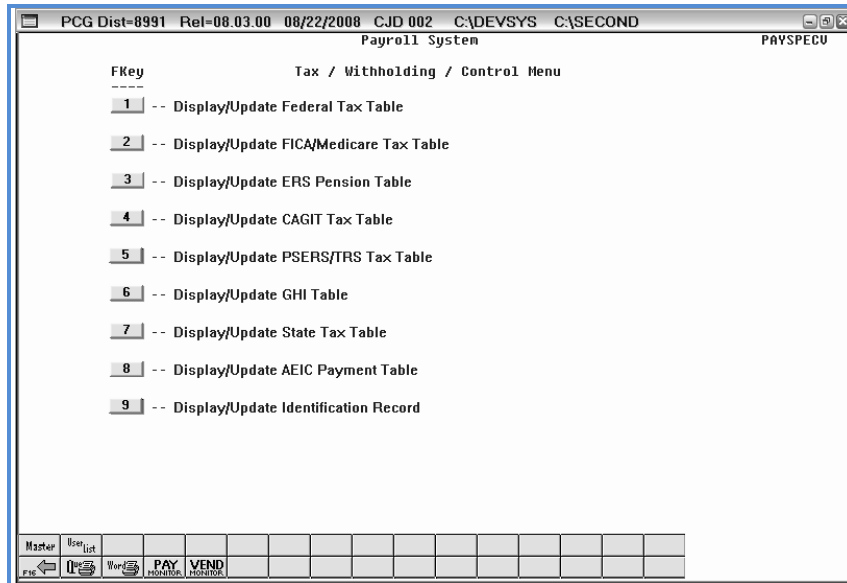 PCG Dist=8991 Rel=08.03.00 08/22/2008 CJD 002 C:\DEVSYS C:\SECOND
Payroll System PAYSPECV
FKey Tax / Withholding / Control Menu
----
1 -- Display/Update Federal Tax Table
2 -- Display/Update FICA/Medicare Tax Table
3 -- Display/Update ERS Pension Table
4 -- Display/Update CAGIT Tax Table
5 -- Display/Update PSERS/TRS Tax Table
6 -- Display/Update GHI Table
7 -- Display/Update State Tax Table
8 -- Display/Update AEIC Payment Table
9 -- Display/Update Identification Record
Master User list
F16 Que Word PAY MONITOR VEND MONITOR